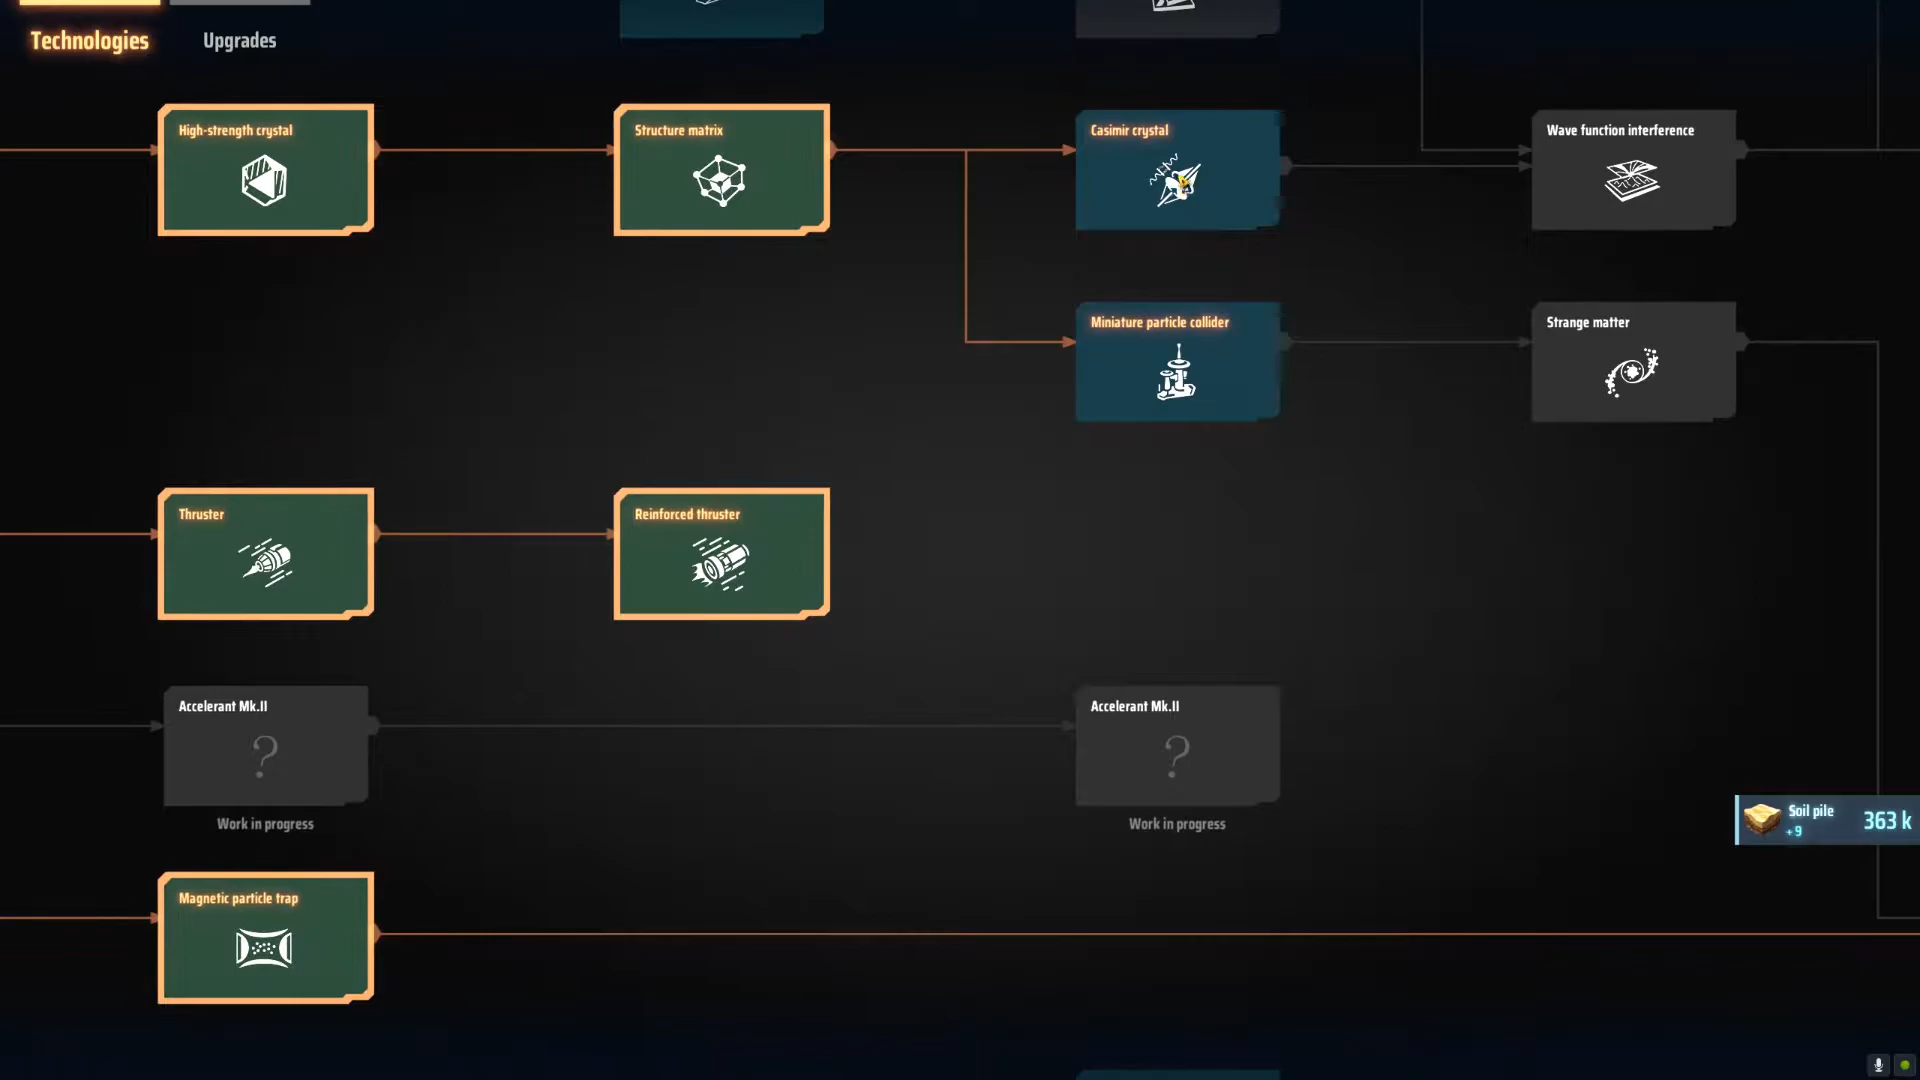 Technologies
Upgrades
High-strength crystal
Structure matrix
Casimir crystal
Wave function interference
Miniature particle collider
Strange matter
Thruster
Reinforced thruster
Accelerant Mk.II
?
Work in progress
Accelerant Mk.II
?
Work in progress
Soil pile
+9
363 k
Magnetic particle trap